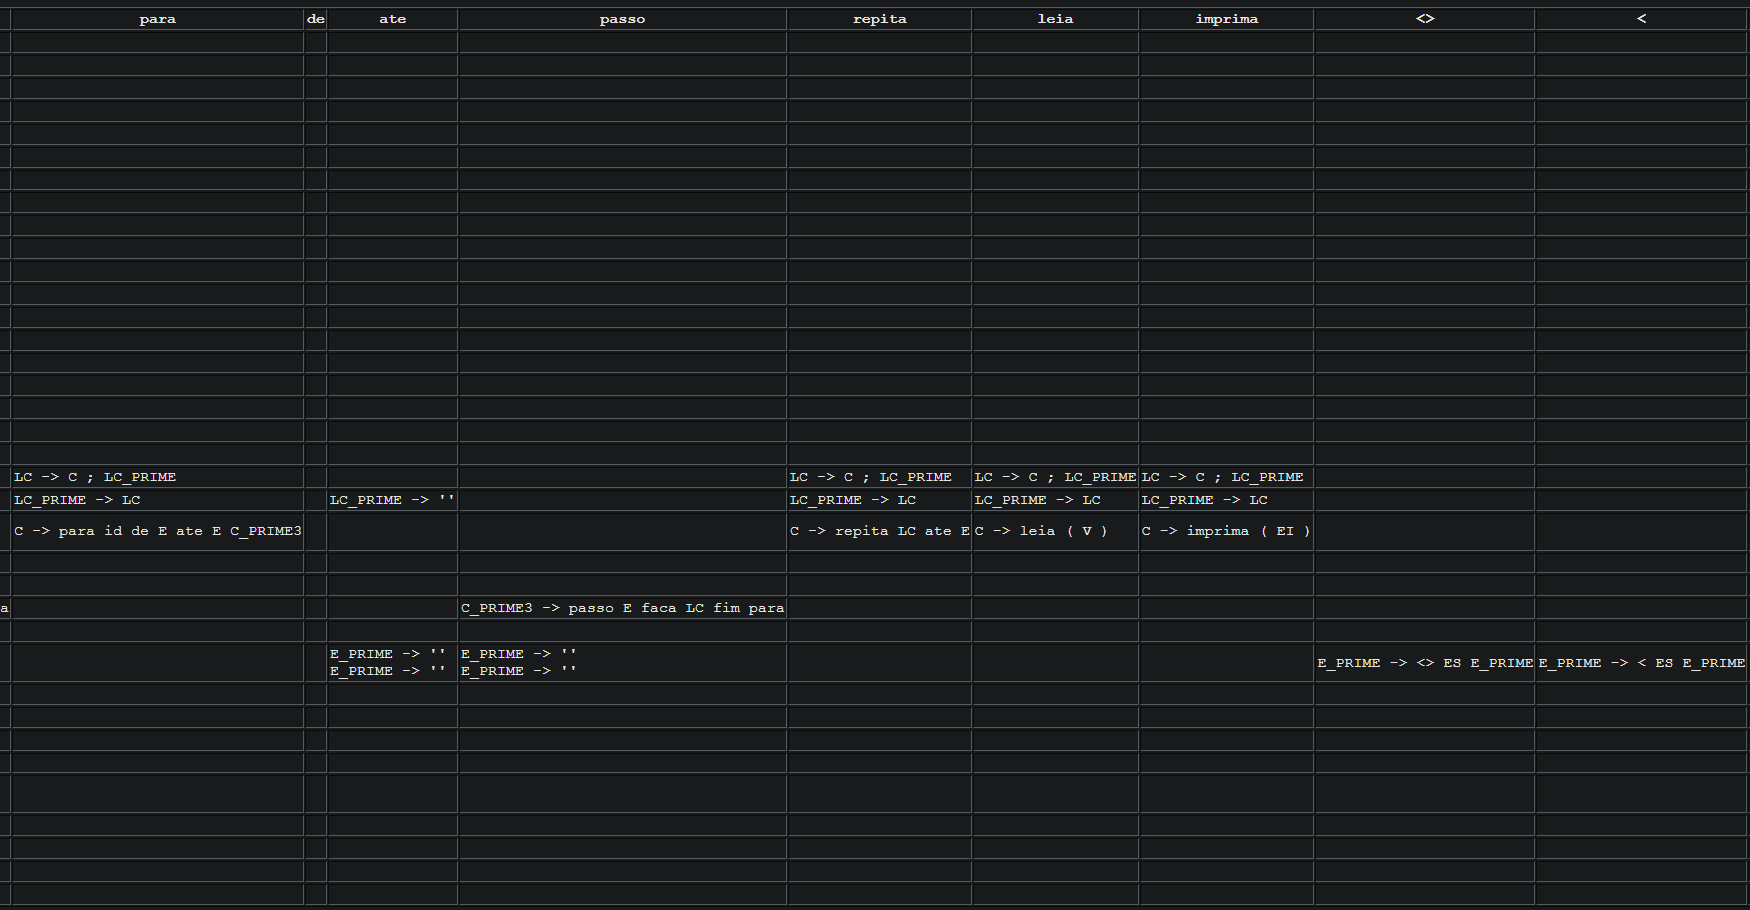 para de ate passo repita leia imprima <> <
LC -> C ; LC_PRIME LC -> C ; LC_PRIME LC -> C ; LC_PRIME LC -> C ; LC_PRIME
LC_PRIME -> LC LC_PRIME -> '' LC_PRIME -> LC LC_PRIME -> LC LC_PRIME -> LC
C -> para id de E ate E C_PRIME3 C -> repita LC ate E C -> leia ( V ) C -> imprima ( EI )
a C_PRIME3 -> passo E faca LC fim para
E_PRIME -> '' E_PRIME -> ''
E_PRIME -> <> ES E_PRIME E_PRIME -> < ES E_PRIME
E_PRIME -> '' E_PRIME -> ''